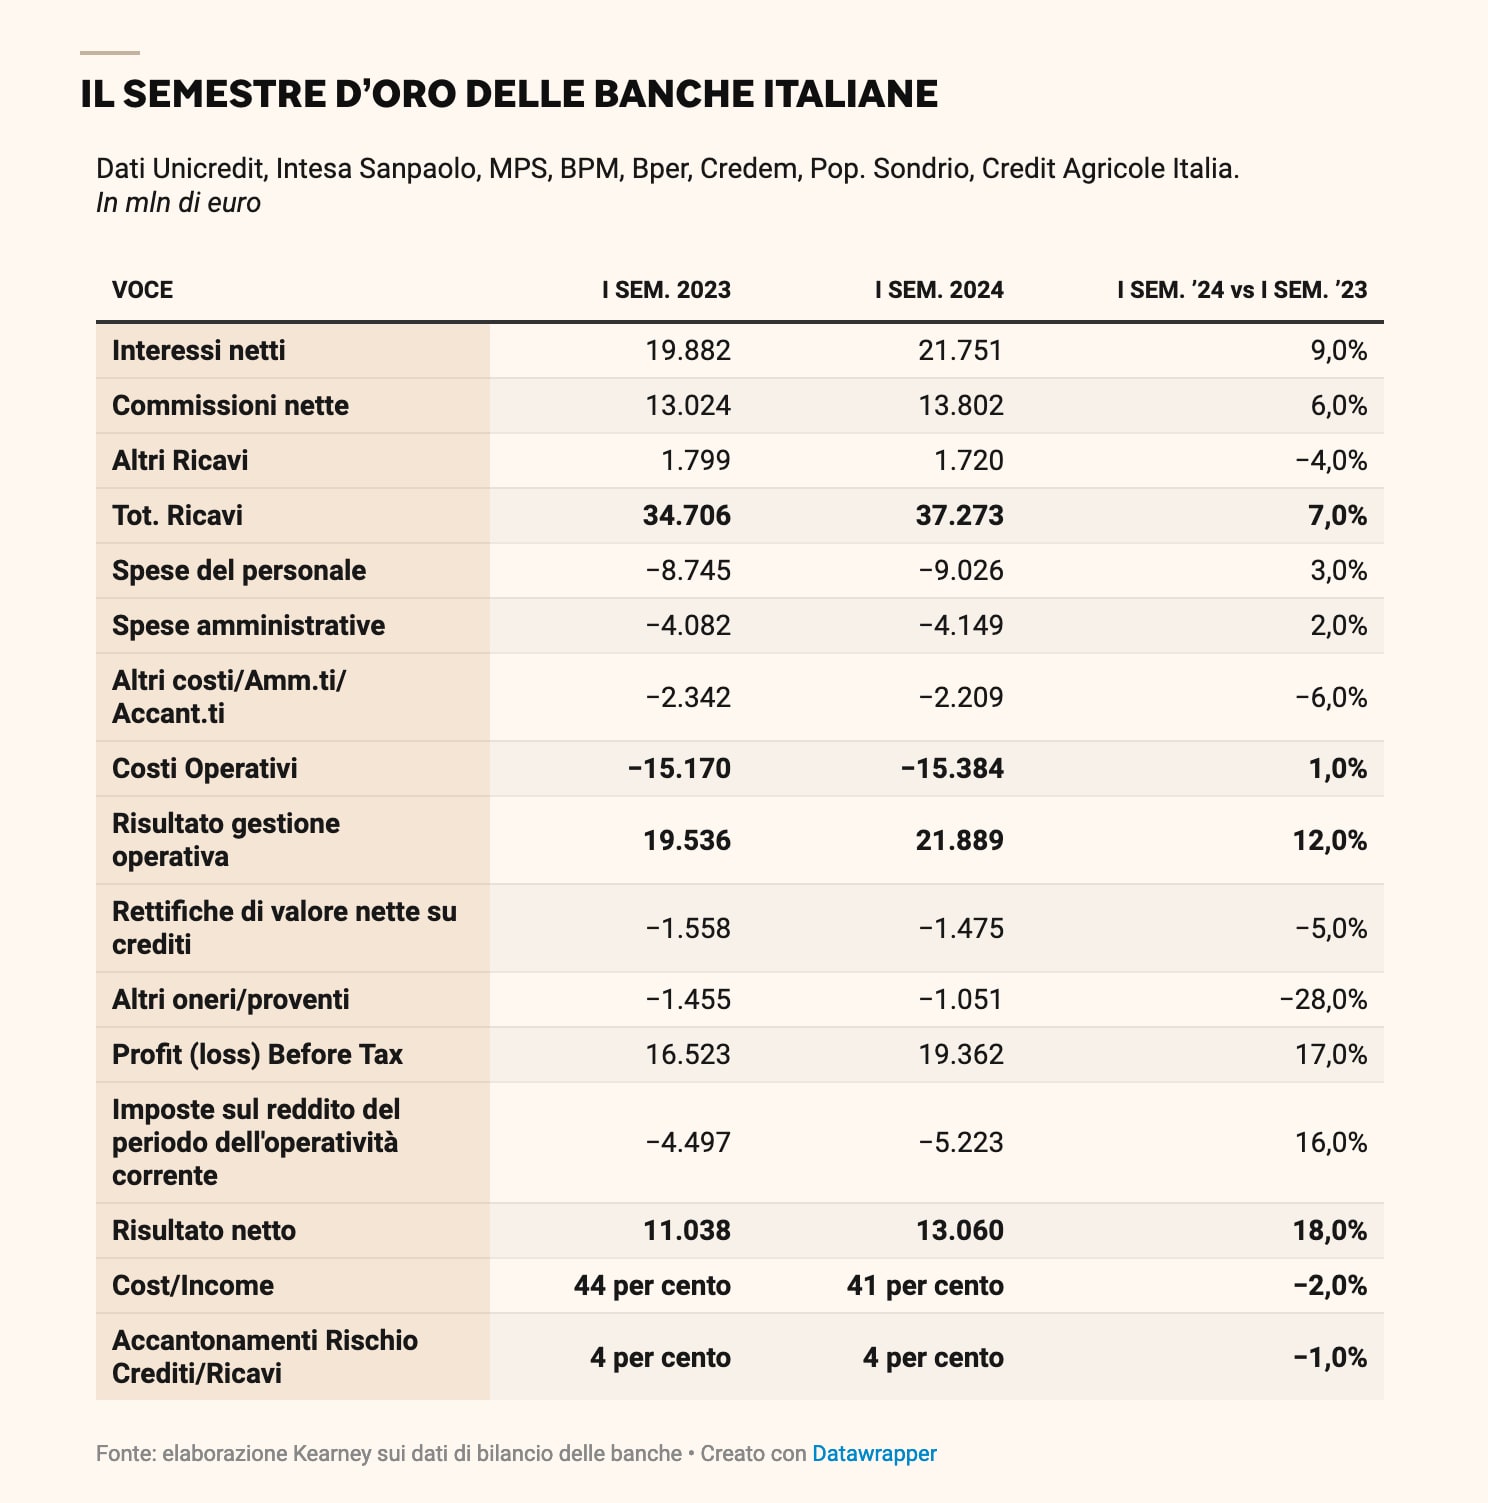 IL SEMESTRE D’ORO DELLE BANCHE ITALIANE
Dati Unicredit, Intesa Sanpaolo, MPS, BPM, Bper, Credem, Pop. Sondrio, Credit Agricole Italia.
In mln di euro
VOCE I SEM. 2023 I SEM. 2024 I SEM. ’24 vs I SEM. ’23
Interessi netti 19.882 21.751 9,0%
Commissioni nette 13.024 13.802 6,0%
Altri Ricavi 1.799 1.720 −4,0%
Tot. Ricavi 34.706 37.273 7,0%
Spese del personale −8.745 −9.026 3,0%
Spese amministrative −4.082 −4.149 2,0%
Altri costi/Amm.ti/
Accant.ti −2.342 −2.209 −6,0%
Costi Operativi −15.170 −15.384 1,0%
Risultato gestione
operativa 19.536 21.889 12,0%
Rettifiche di valore nette su
crediti −1.558 −1.475 −5,0%
Altri oneri/proventi −1.455 −1.051 −28,0%
Profit (loss) Before Tax 16.523 19.362 17,0%
Imposte sul reddito del
periodo dell'operatività −4.497 −5.223 16,0%
corrente
Risultato netto 11.038 13.060 18,0%
Cost/Income 44 per cento 41 per cento −2,0%
Accantonamenti Rischio
Crediti/Ricavi 4 per cento 4 per cento −1,0%
Fonte: elaborazione Kearney sui dati di bilancio delle banche • Creato con Datawrapper